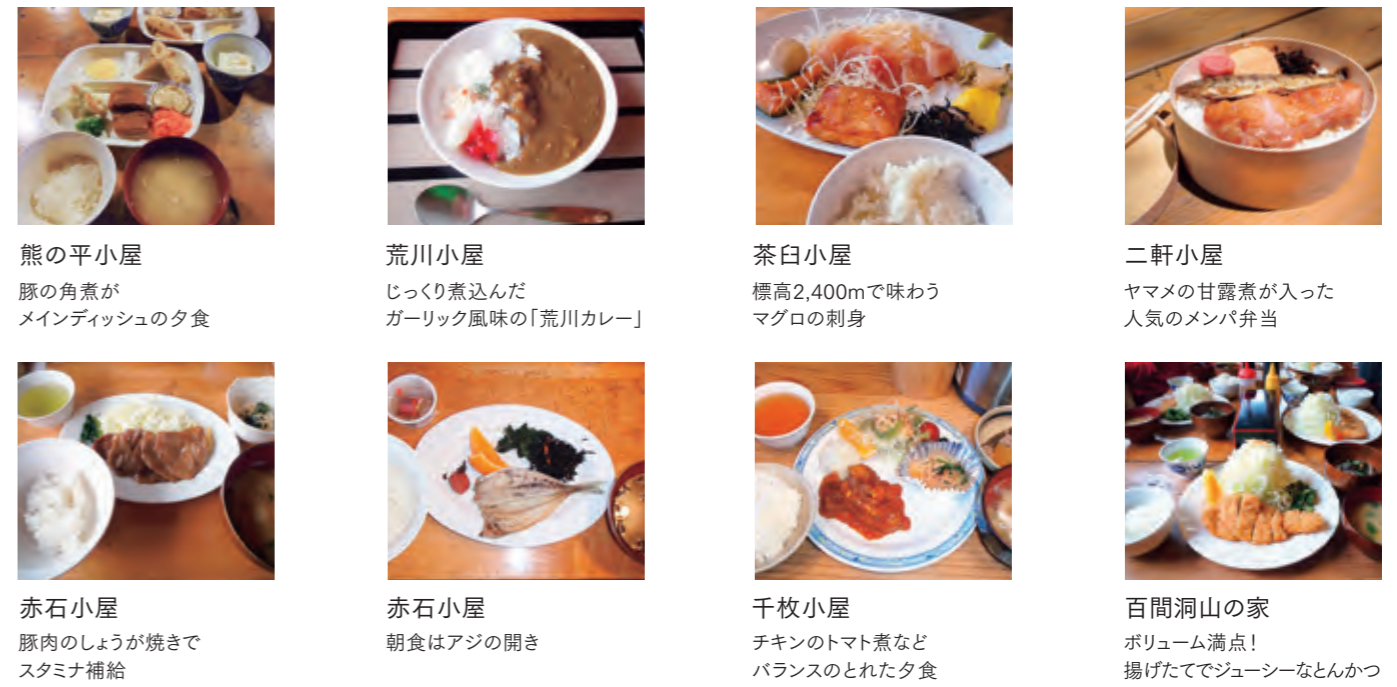 熊の平小屋
豚の角煮が
メインディッシュの夕食
荒川小屋
じっくり煮込んだ
ガーリック風味の「荒川カレー」
茶臼小屋
標高2,400mで味わう
マグロの刺身
二軒小屋
ヤマメの甘露煮が入った
人気のメンパ弁当
赤石小屋
豚肉のしょうが焼きで
スタミナ補給
赤石小屋
朝食はアジの開き
千枚小屋
チキンのトマト煮など
バランスのとれた夕食
百間洞山の家
ボリューム満点!
揚げたてでジューシーなとんかつ